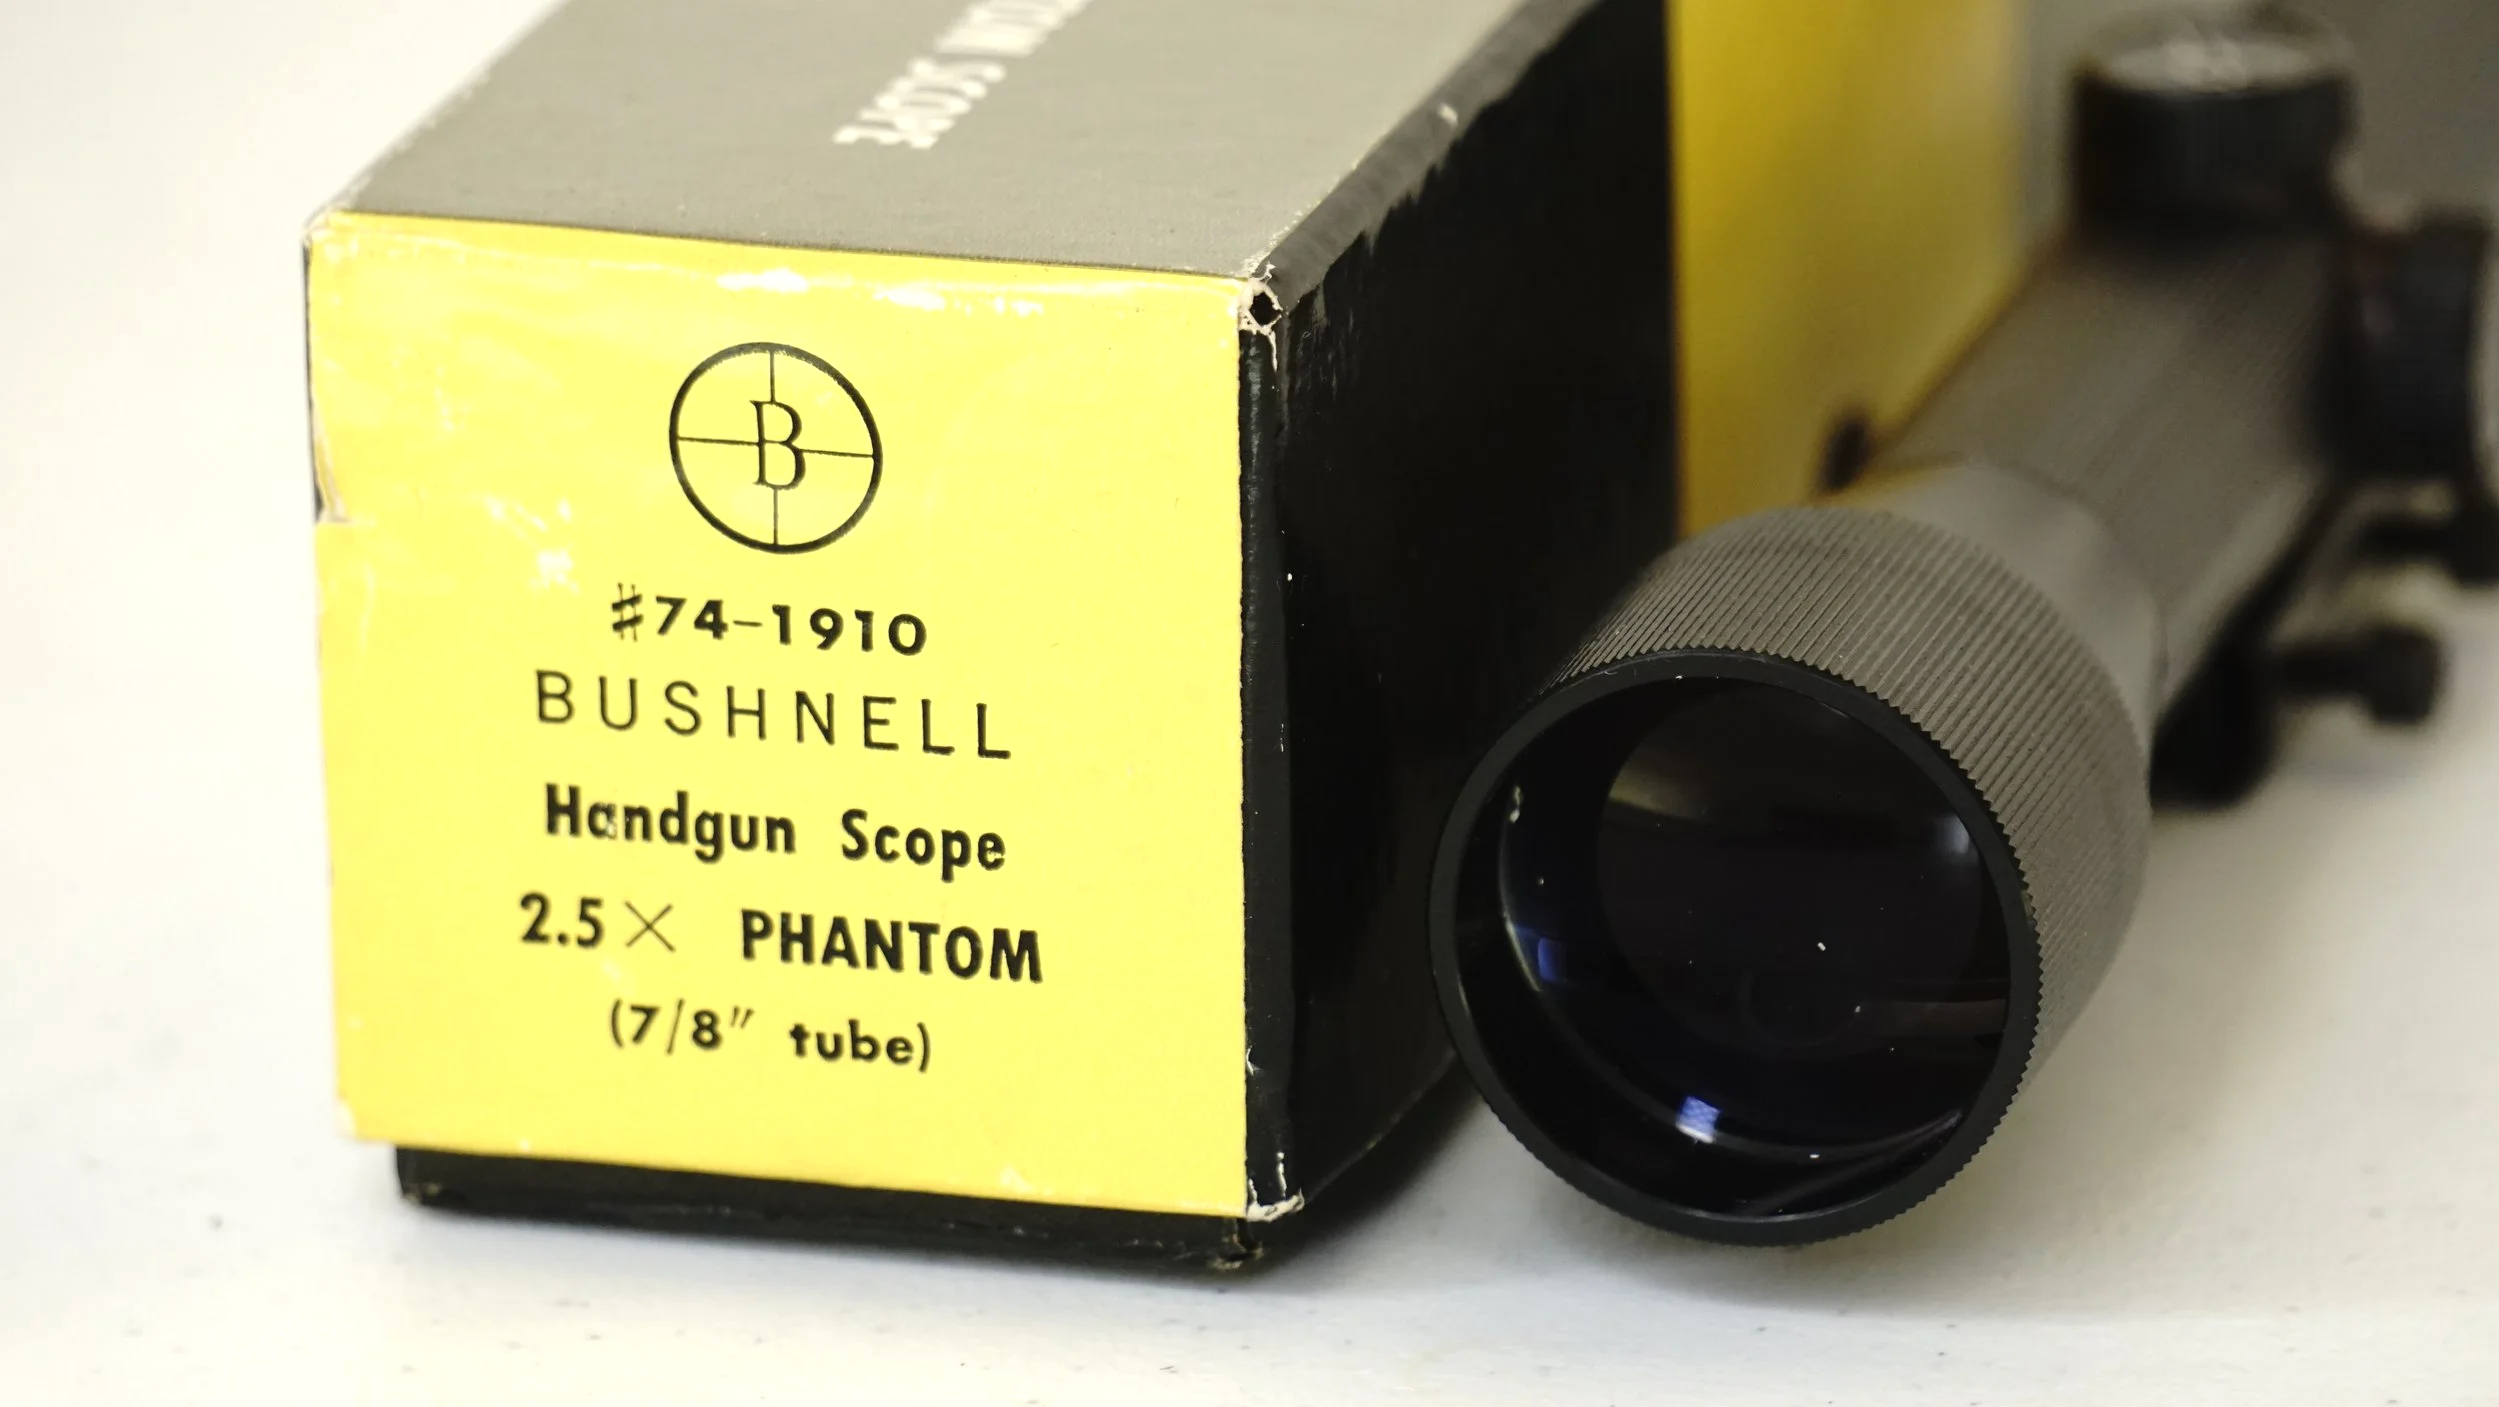 B
#74-1910
BUSHNELL
Handgun Scope
2.5× PHANTOM
(7/8" tube)